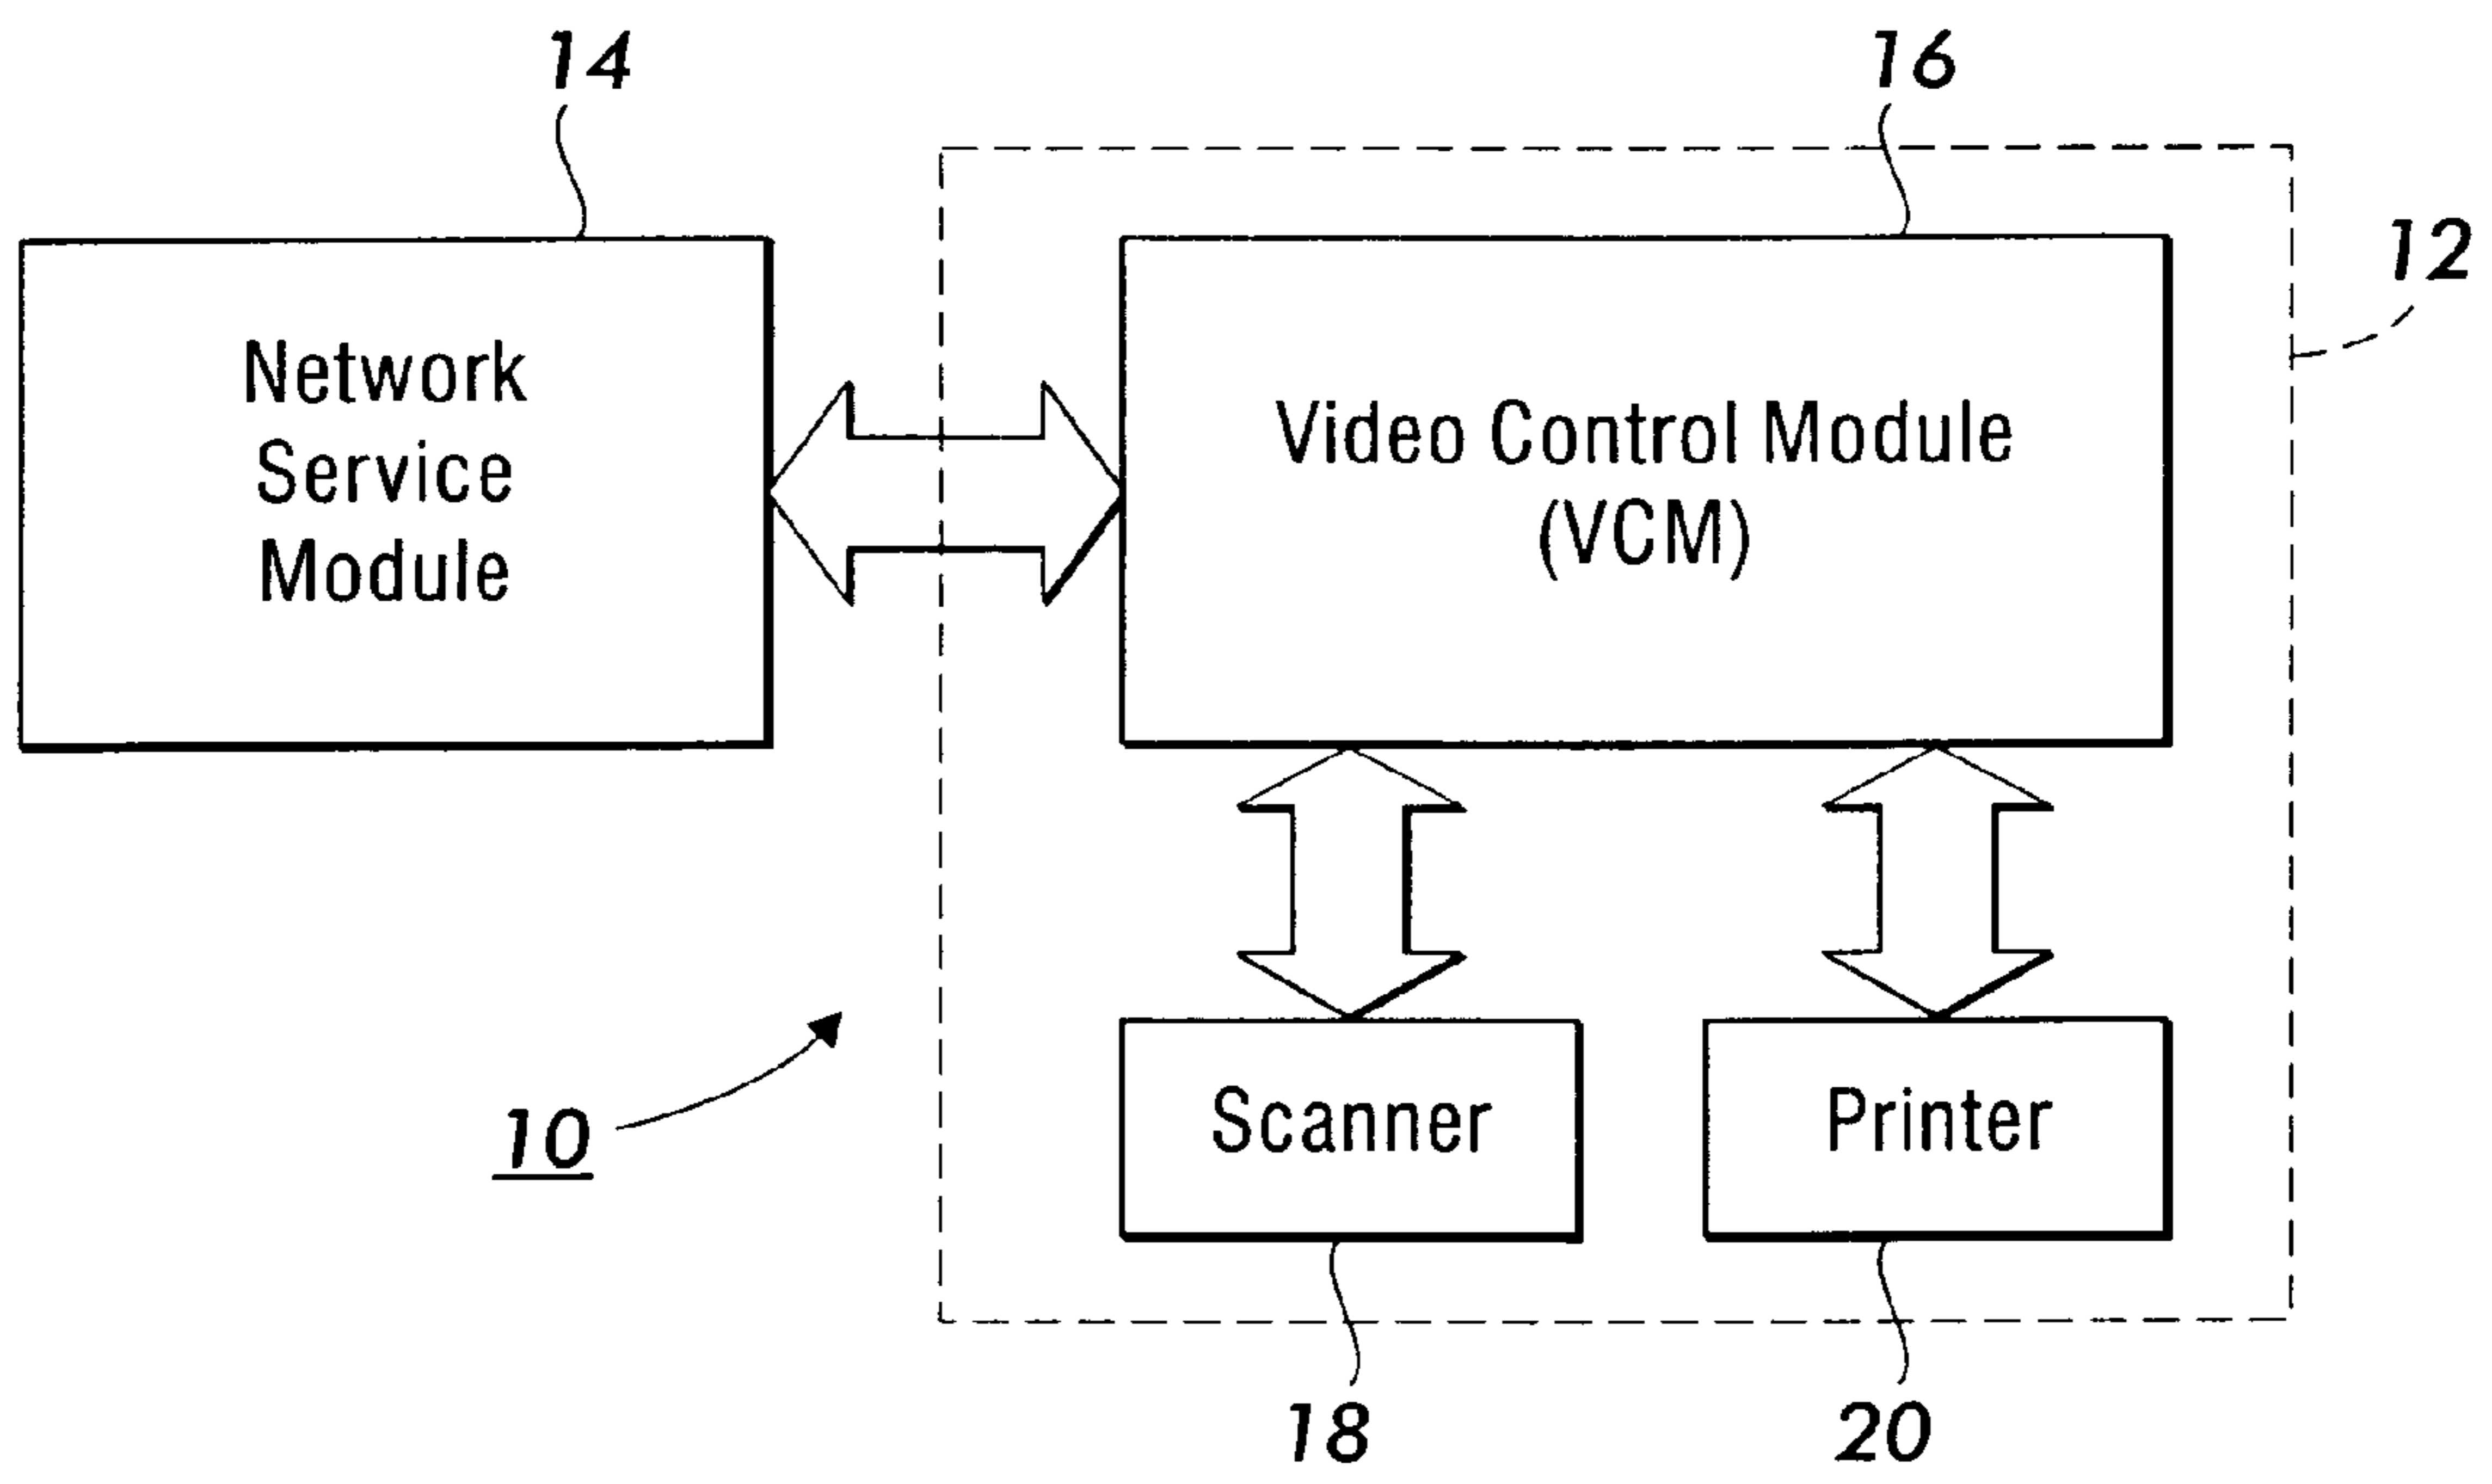 14
16
12
Network
Service
Module
Video Control Module
(VCM)
10
Scanner
Printer
18
20